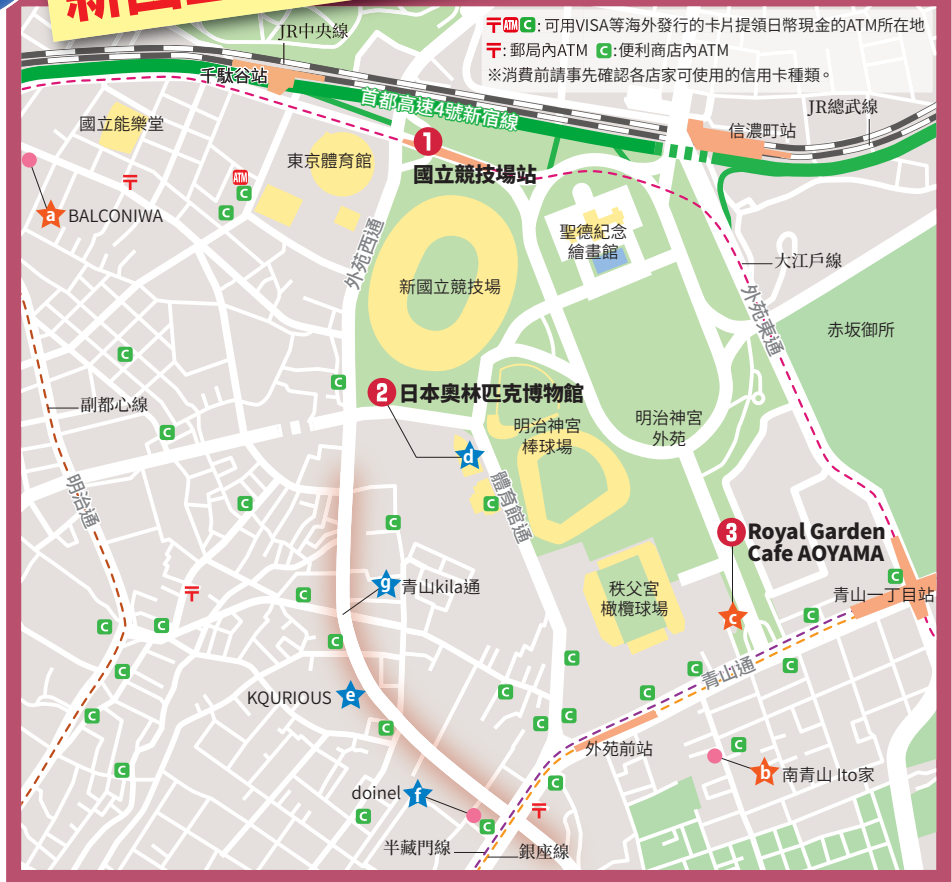 JR中央線
〒ATM C：可用VISA等海外發行的卡片提領日幣現金的ATM所在地
〒：郵局內ATM C：便利商店內ATM
※消費前請事先確認各店家可使用的信用卡種類。
千駄谷站
首都高速4號新宿線
JR總武線
信濃町站
國立能樂堂
東京體育館
1
國立競技場站
ATM
a BALCONIWA
外苑西通
聖德紀念
繪畫館
大江戶線
新國立競技場
外苑東通
赤坂御所
2 日本奧林匹克博物館
副都心線
明治神宮
棒球場
明治神宮
外苑
d
體育館通
明治通
3 Royal Garden
Cafe AOYAMA
g 青山kila通
秩父宮
橄欖球場
c
青山一丁目站
青山通
KQURIOUS e
外苑前站
b 南青山 Ito家
doinel f
半藏門線
銀座線